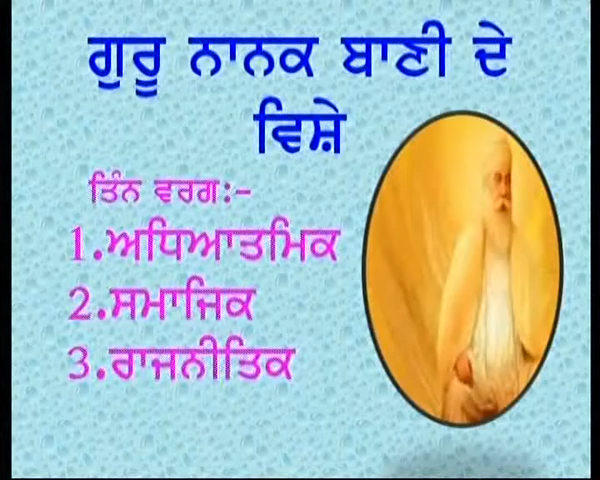 ਗੁਰੂ ਨਾਨਕ ਬਾਣੀ ਦੇ
ਵਿਸ਼ੇ
ਤਿੰਨ ਵਰਗ:-
1.ਅਧਿਆਤਮਿਕ
2.ਸਮਾਜਿਕ
3.ਰਾਜਨੀਤਿਕ